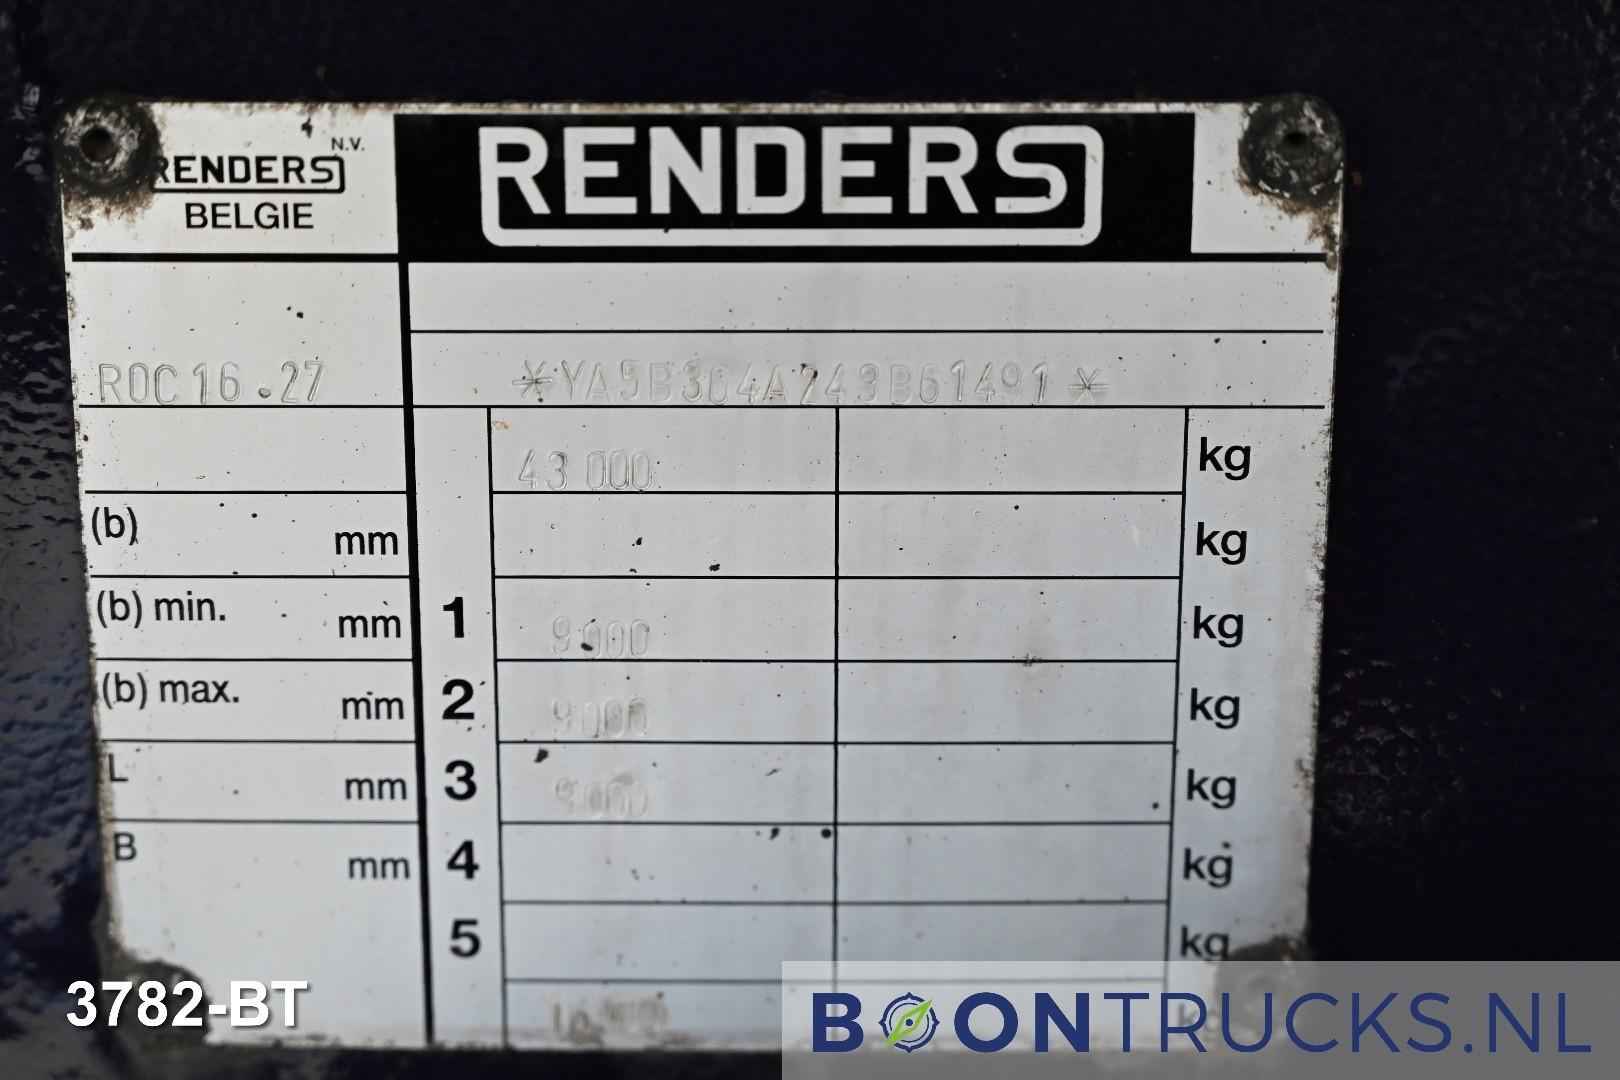 RENDERS N.V.
BELGIE
RENDERS
ROC 16.27 *YA5B3C4A243B61491*
43 000 kg
(b) mm kg
(b) min. mm 1 9000 kg
(b) max. mm 2 9000 kg
L mm 3 9000 kg
B mm 4 kg
5 kg
3782-BT
BOONTRUCKS.NL